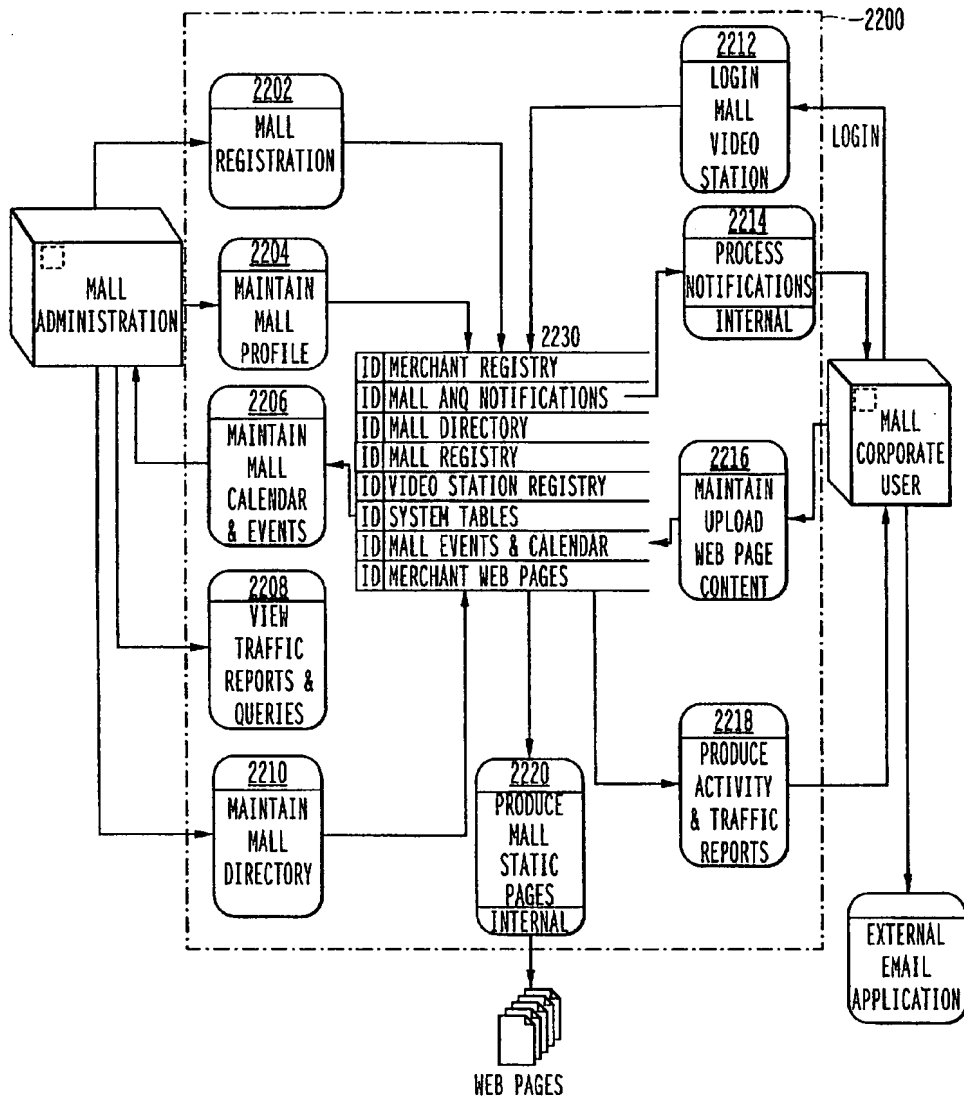 2200
2202
MALL
REGISTRATION
2212
LOGIN
MALL
VIDEO
STATION
LOGIN
MALL
ADMINISTRATION
2204
MAINTAIN
MALL
PROFILE
2214
PROCESS
NOTIFICATIONS
INTERNAL
2230
ID MERCHANT REGISTRY
ID MALL ANQ NOTIFICATIONS
ID MALL DIRECTORY
ID MALL REGISTRY
ID VIDEO STATION REGISTRY
ID SYSTEM TABLES
ID MALL EVENTS & CALENDAR
ID MERCHANT WEB PAGES
2206
MAINTAIN
MALL
CALENDAR
& EVENTS
2216
MAINTAIN
UPLOAD
WEB PAGE
CONTENT
MALL
CORPORATE
USER
2208
VIEW
TRAFFIC
REPORTS &
QUERIES
2210
MAINTAIN
MALL
DIRECTORY
2220
PRODUCE
MALL
STATIC
PAGES
INTERNAL
2218
PRODUCE
ACTIVITY
& TRAFFIC
REPORTS
EXTERNAL
EMAIL
APPLICATION
WEB PAGES